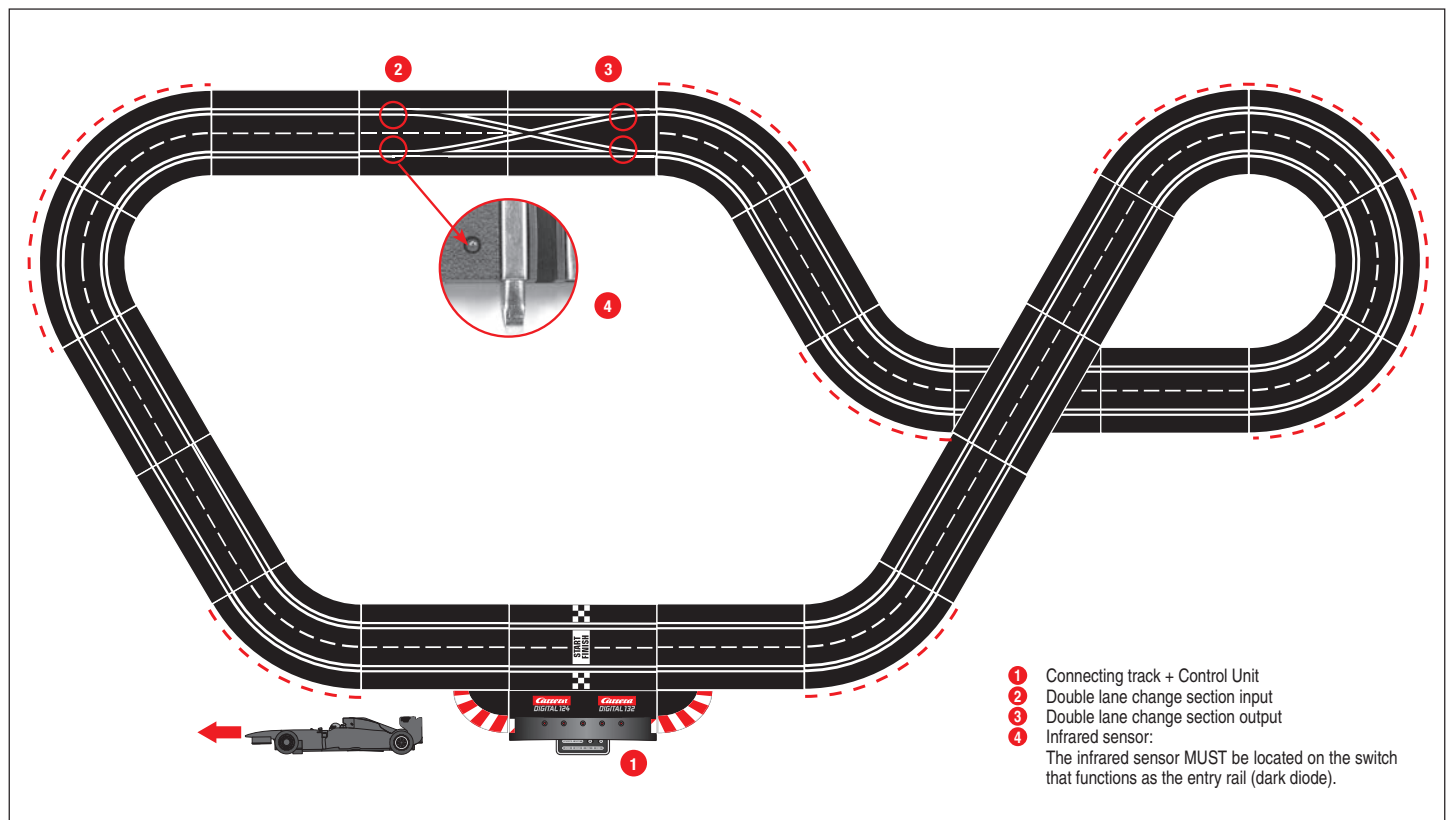 2
3
4
START
FINISH
Carrera Carrera
DIGITAL 124 DIGITAL 132
1
1 Connecting track + Control Unit
2 Double lane change section input
3 Double lane change section output
4 Infrared sensor:
The infrared sensor MUST be located on the switch
that functions as the entry rail (dark diode).